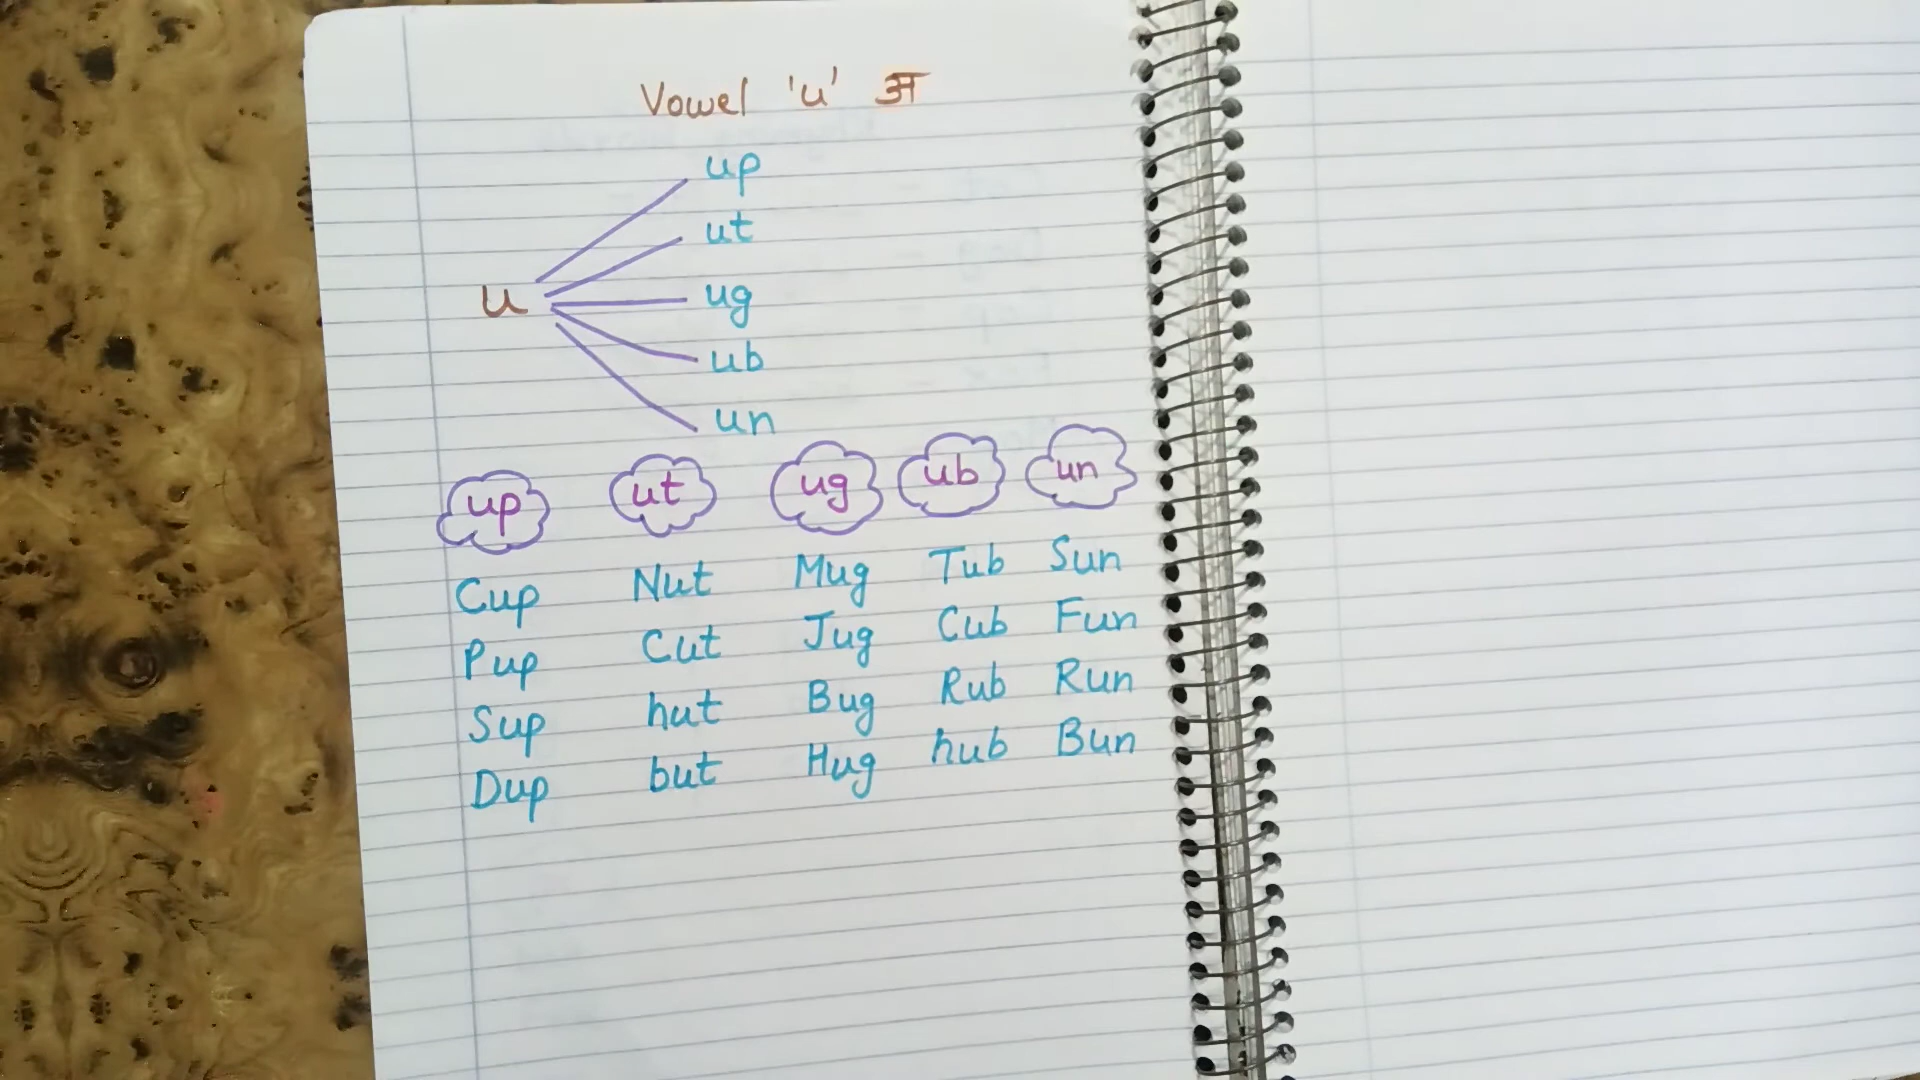 Vowel 'u' अ
up
ut
u
ug
ub
un
up ut ug ub un
Cup Nut Mug Tub Sun
Pup Cut Jug Cub Fun
Sup hut Bug Rub Run
Dup but Hug hub Bun